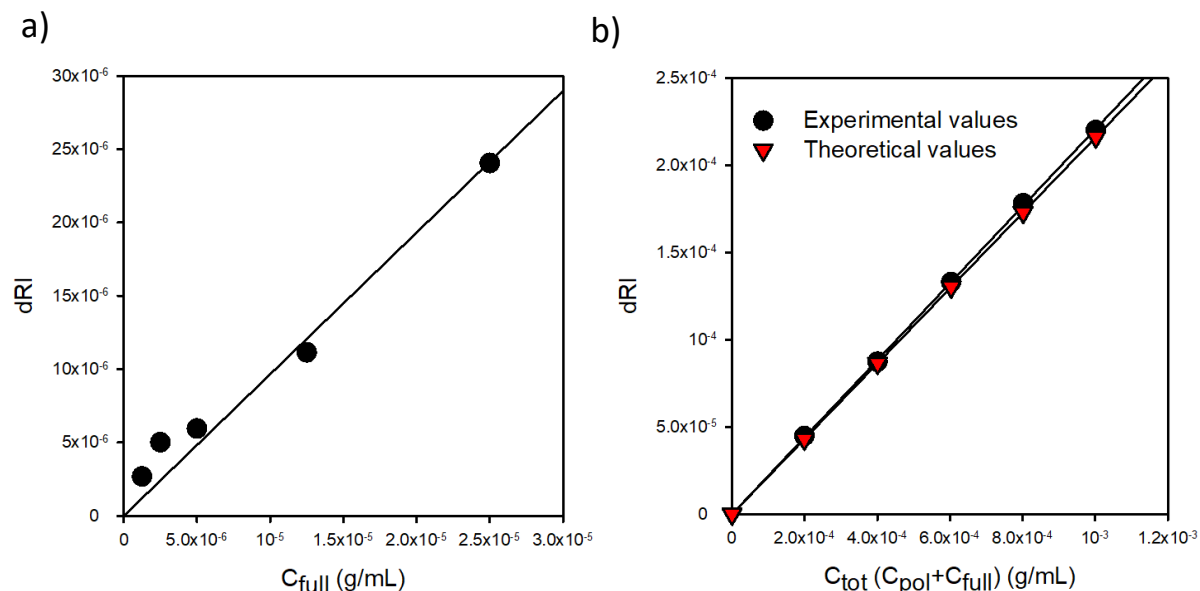 a)
30x10⁻⁶
25x10⁻⁶
20x10⁻⁶
15x10⁻⁶
10x10⁻⁶
5x10⁻⁶
0
dRI
0 5.0x10⁻⁶ 10⁻⁵ 1.5x10⁻⁵ 2.0x10⁻⁵ 2.5x10⁻⁵ 3.0x10⁻⁵
C_full (g/mL)
b)
2.5x10⁻⁴
2.0x10⁻⁴
1.5x10⁻⁴
10⁻⁴
5.0x10⁻⁵
0
dRI
Experimental values
Theoretical values
0 2.0x10⁻⁴ 4.0x10⁻⁴ 6.0x10⁻⁴ 8.0x10⁻⁴ 10⁻³ 1.2x10⁻³
C_tot (C_pol+C_full) (g/mL)